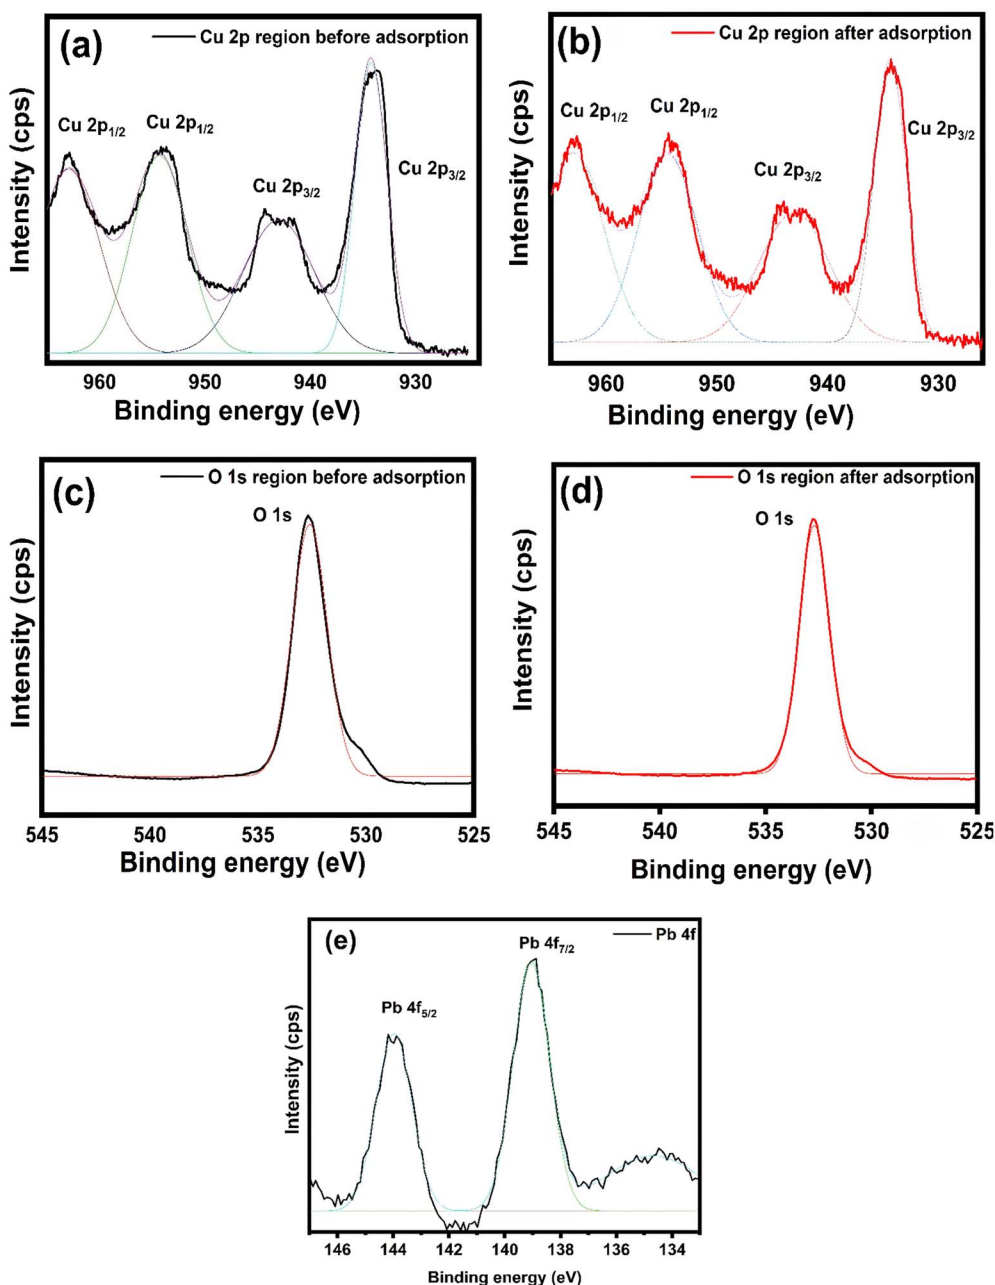 (a)
Cu 2p region before adsorption
Cu 2p1/2
Cu 2p1/2
Cu 2p3/2
Cu 2p3/2
Intensity (cps)
960
950
940
930
Binding energy (eV)
(b)
Cu 2p region after adsorption
Cu 2p1/2
Cu 2p1/2
Cu 2p3/2
Cu 2p3/2
Intensity (cps)
960
950
940
930
Binding energy (eV)
(c)
O 1s region before adsorption
O 1s
Intensity (cps)
545
540
533
530
525
Binding energy (eV)
(d)
O 1s region after adsorption
O 1s
Intensity (cps)
545
540
533
529
525
Binding energy (eV)
(e)
Pb 4f
Pb 4f7/2
Pb 4f5/2
Intensity (cps)
146
144
142
139
138
136
134
Binding energy (eV)